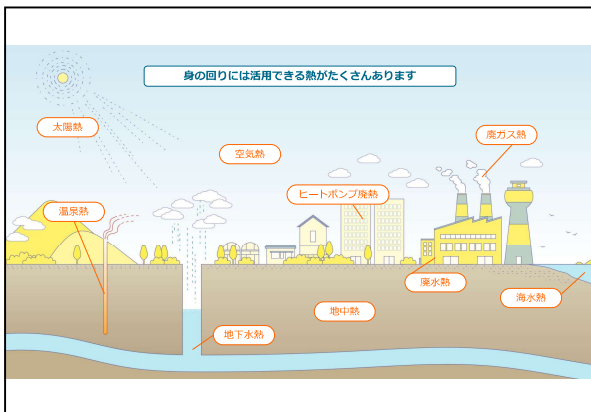 身の回りには活用できる熱がたくさんあります
太陽熱
空気熱
廃ガス熱
ヒートポンプ廃熱
温泉熱
廃水熱
海水熱
地中熱
地下水熱